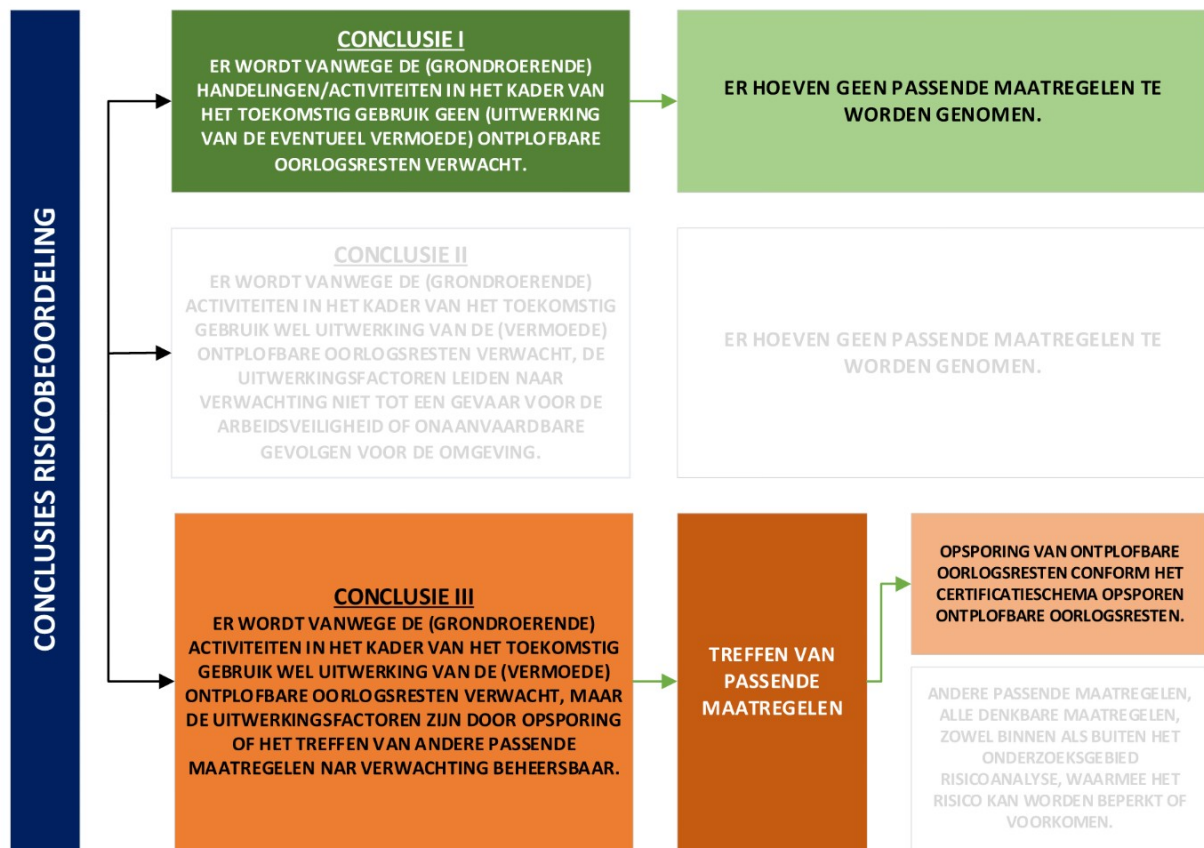 CONCLUSIES RISICOBEOORDELING
CONCLUSIE I
ER WORDT VANWEGE DE (GRONDROERENDE)
HANDELINGEN/ACTIVITEITEN IN HET KADER VAN
HET TOEKOMSTIG GEBRUIK GEEN (UITWERKING
VAN DE EVENTUEEL VERMOEDE) ONTPLOFBARE
OORLOGSRESTEN VERWACHT.
ER HOEVEN GEEN PASSENDE MAATREGELEN TE
WORDEN GENOMEN.
CONCLUSIE II
ER WORDT VANWEGE DE (GRONDROERENDE)
ACTIVITEITEN IN HET KADER VAN HET TOEKOMSTIG
GEBRUIK WEL UITWERKING VAN DE (VERMOEDE)
ONTPLOFBARE OORLOGSRESTEN VERWACHT, DE
UITWERKINGSFACTOREN LEIDEN NAAR
VERWACHTING NIET TOT EEN GEVAAR VOOR DE
ARBEIDSVEILIGHEID OF ONAANVAARDBARE
GEVOLGEN VOOR DE OMGEVING.
ER HOEVEN GEEN PASSENDE MAATREGELEN TE
WORDEN GENOMEN.
CONCLUSIE III
ER WORDT VANWEGE DE (GRONDROERENDE)
ACTIVITEITEN IN HET KADER VAN HET TOEKOMSTIG
GEBRUIK WEL UITWERKING VAN DE (VERMOEDE)
ONTPLOFBARE OORLOGSRESTEN VERWACHT, MAAR
DE UITWERKINGSFACTOREN ZIJN DOOR OPSPORING
OF HET TREFFEN VAN ANDERE PASSENDE
MAATREGELEN NAR VERWACHTING BEHEERSBAAR.
TREFFEN VAN
PASSENDE
MAATREGELEN
OPSPORING VAN ONTPLOFBARE
OORLOGSRESTEN CONFORM HET
CERTIFICATIESCHEMA OPSPOREN
ONTPLOFBARE OORLOGSRESTEN.
ANDERE PASSENDE MAATREGELEN,
ALLE DENKBARE MAATREGELEN,
ZOWEL BINNEN ALS BUITEN HET
ONDERZOEKSGEBIED
RISICOANALYSE, WAARMEE HET
RISICO KAN WORDEN BEPERKT OF
VOORKOMEN.